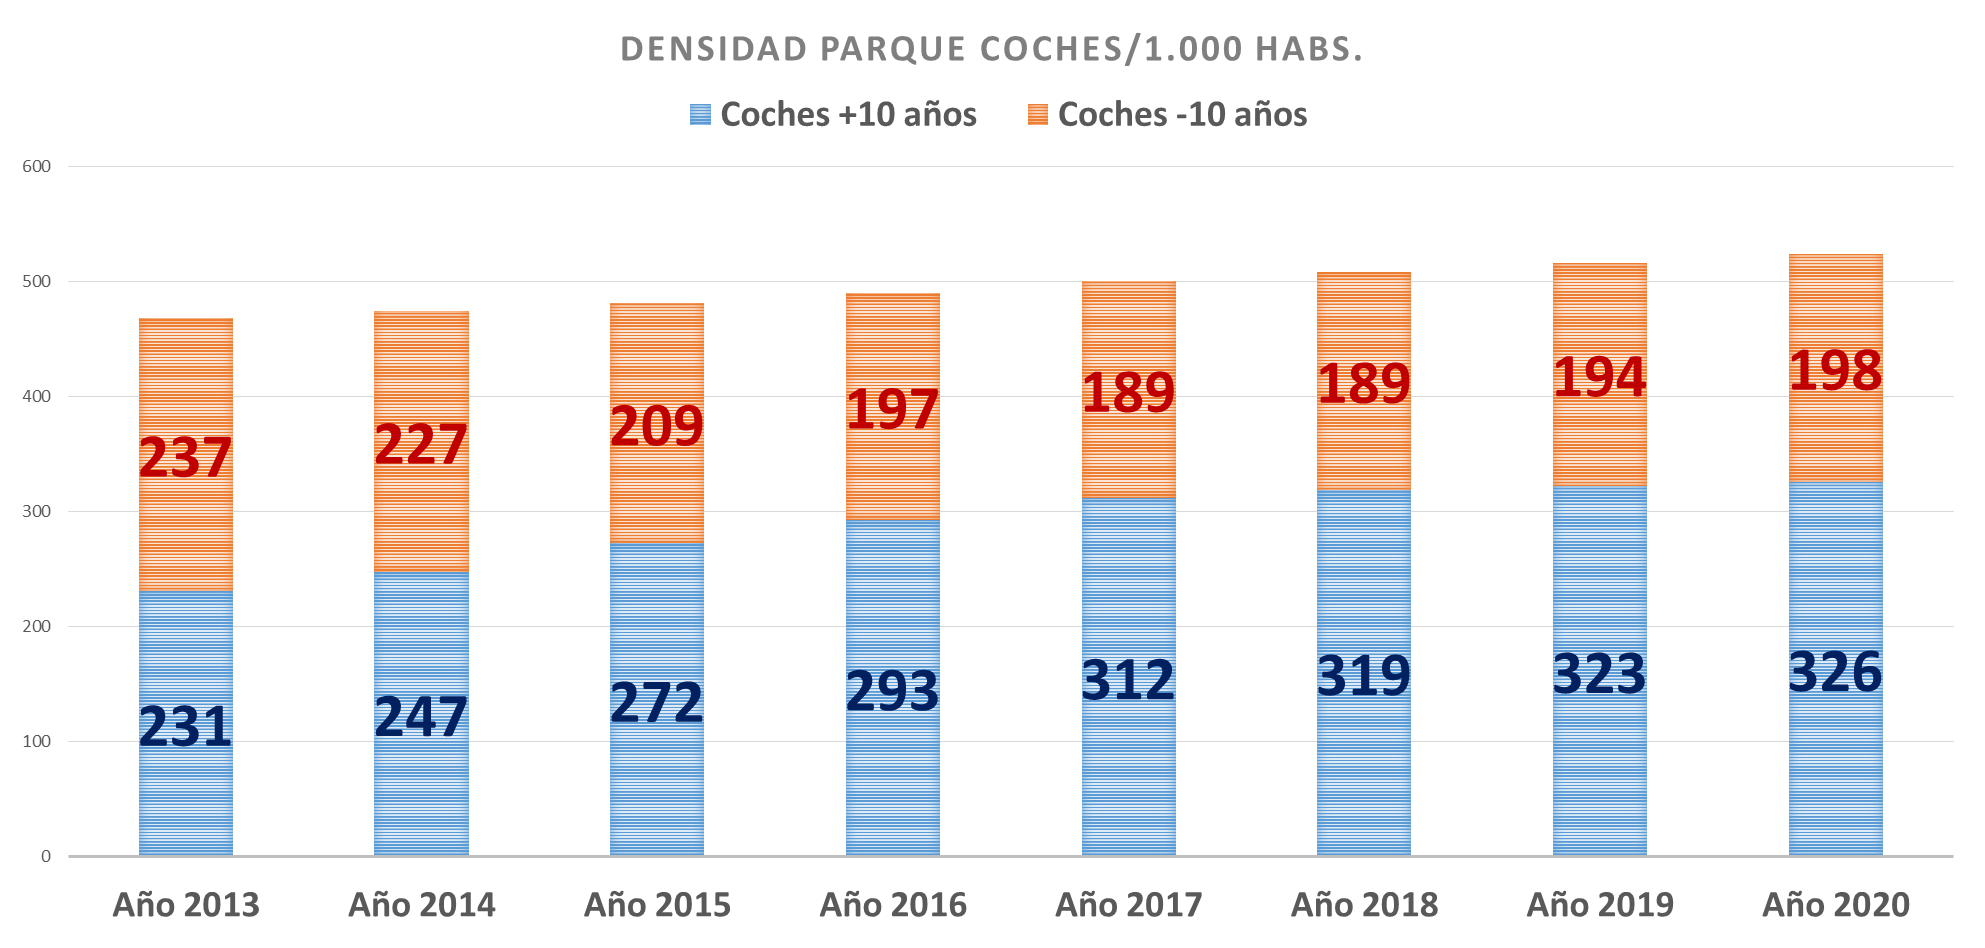 DENSIDAD PARQUE COCHES/1.000 HABS.
Coches +10 años Coches -10 años
600
500
400
300
200
100
0
237 227 209 197 189 189 194 198
231 247 272 293 312 319 323 326
Año 2013 Año 2014 Año 2015 Año 2016 Año 2017 Año 2018 Año 2019 Año 2020